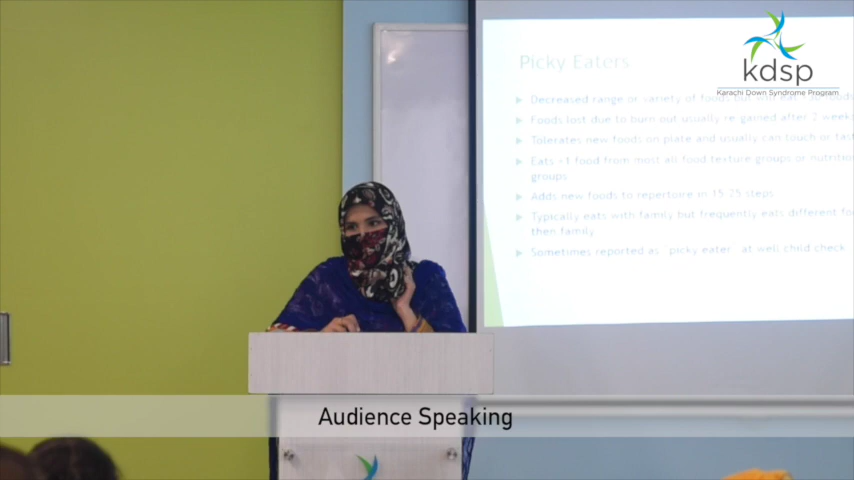 Picky Eaters
kdsp
Karachi Down Syndrome Program
Decreased range or variety of foods but will eat
Foods lost due to burn out usually re-gained after 2 weeks
Tolerates new foods on plate and usually can touch or
Eats +1 food from most all food texture groups or
groups
Adds new foods to repertoire in 15-25 steps
Typically eats with family but frequently eats different
then family
Sometimes reported as "picky eater" at well child check
Audience Speaking